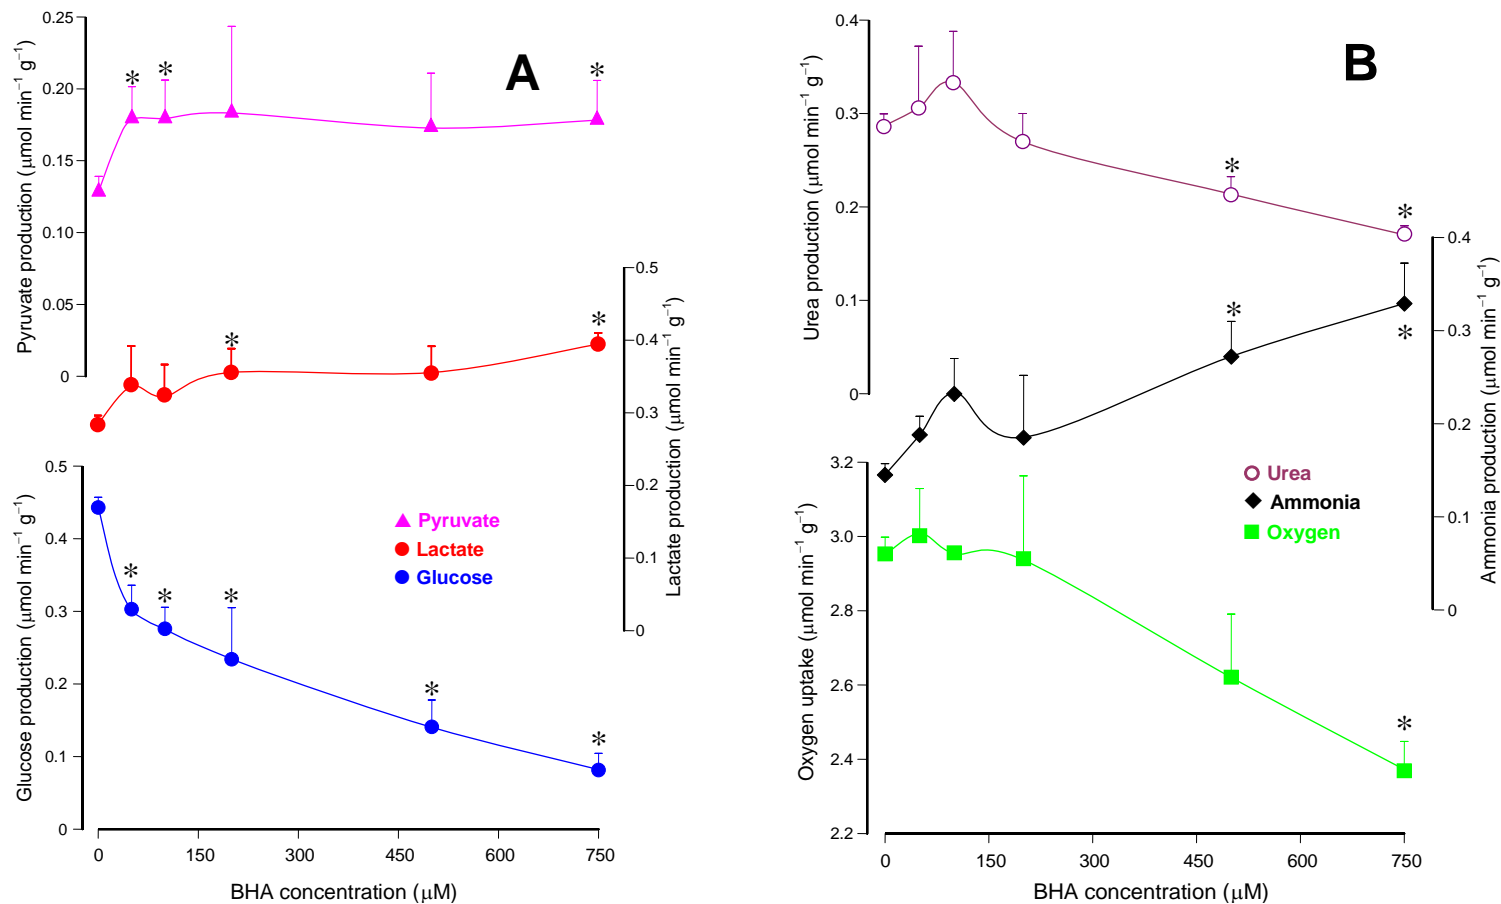 A
Pyruvate production (μmol min⁻¹ g⁻¹)
0.25
0.20
0.15
0.10
0.05
0
* * *
Lactate production (μmol min⁻¹ g⁻¹)
0.5
0.4
0.3
0.2
0.1
0
* *
Glucose production (μmol min⁻¹ g⁻¹)
0.5
0.4
0.3
0.2
0.1
0
* * * * *
Pyruvate
Lactate
Glucose
0 150 300 450 600 750
BHA concentration (μM)
B
Urea production (μmol min⁻¹ g⁻¹)
0.4
0.3
0.2
0.1
0
* *
Ammonia production (μmol min⁻¹ g⁻¹)
0.4
0.3
0.2
0.1
0
* *
Oxygen uptake (μmol min⁻¹ g⁻¹)
3.2
3.0
2.8
2.6
2.4
2.2
*
Urea
Ammonia
Oxygen
0 150 300 450 600 750
BHA concentration (μM)